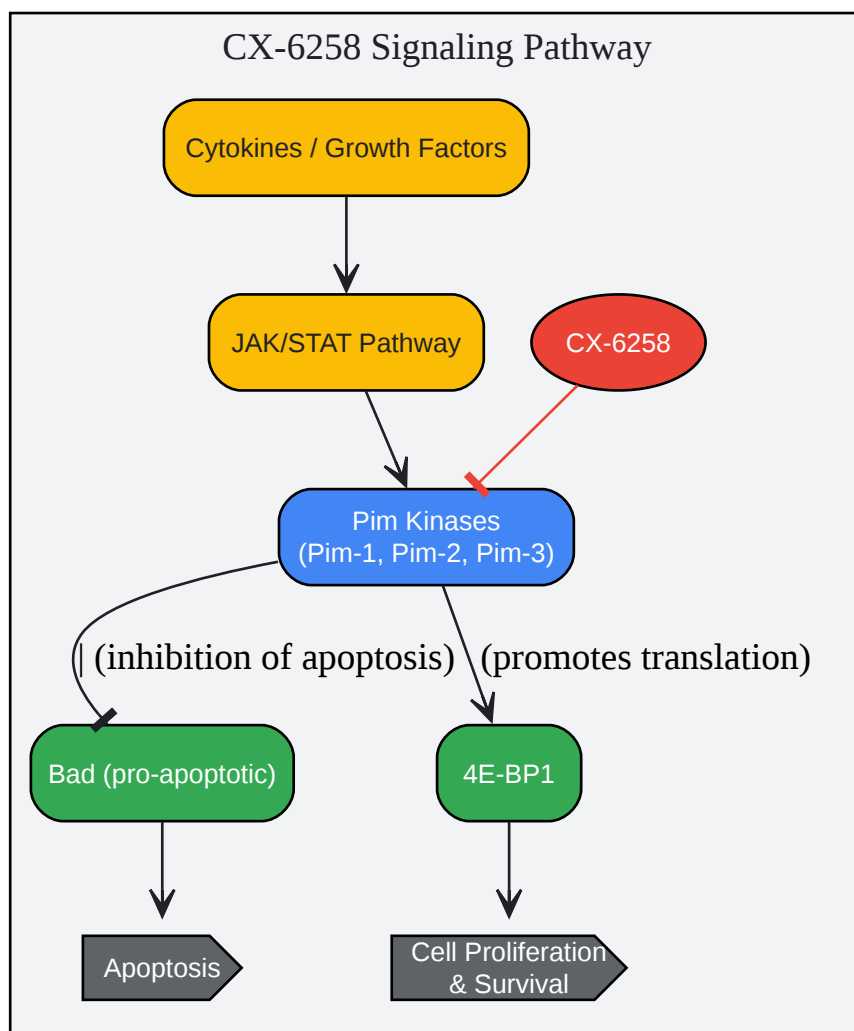 CX-6258 Signaling Pathway
Cytokines / Growth Factors
JAK/STAT Pathway
CX-6258
Pim Kinases
(Pim-1, Pim-2, Pim-3)
| (inhibition of apoptosis)
(promotes translation)
Bad (pro-apoptotic)
4E-BP1
Apoptosis
Cell Proliferation
& Survival